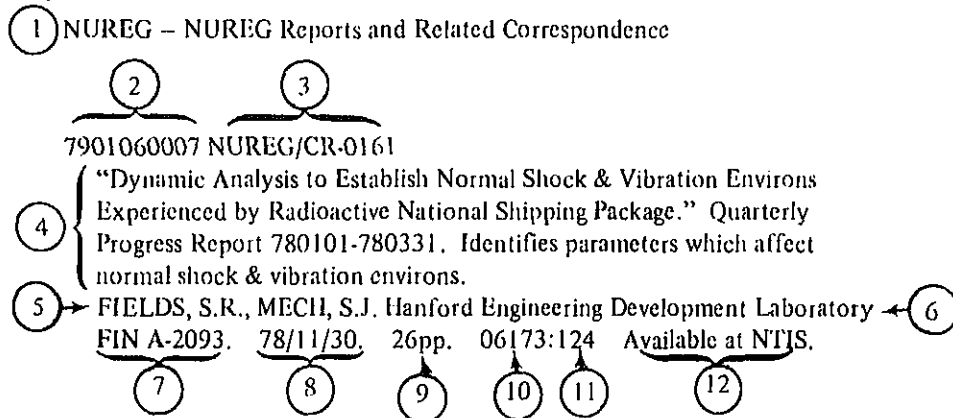 1 NUREG – NUREG Reports and Related Correspondence
2 3
7901060007 NUREG/CR-0161
"Dynamic Analysis to Establish Normal Shock & Vibration Environs
4 Experienced by Radioactive National Shipping Package." Quarterly
Progress Report 780101-780331. Identifies parameters which affect
normal shock & vibration environs.
5 FIELDS, S.R., MECH, S.J. Hanford Engineering Development Laboratory 6
FIN A-2093. 78/11/30. 26pp. 06173:124 Available at NTIS.
7 8 9 10 11 12